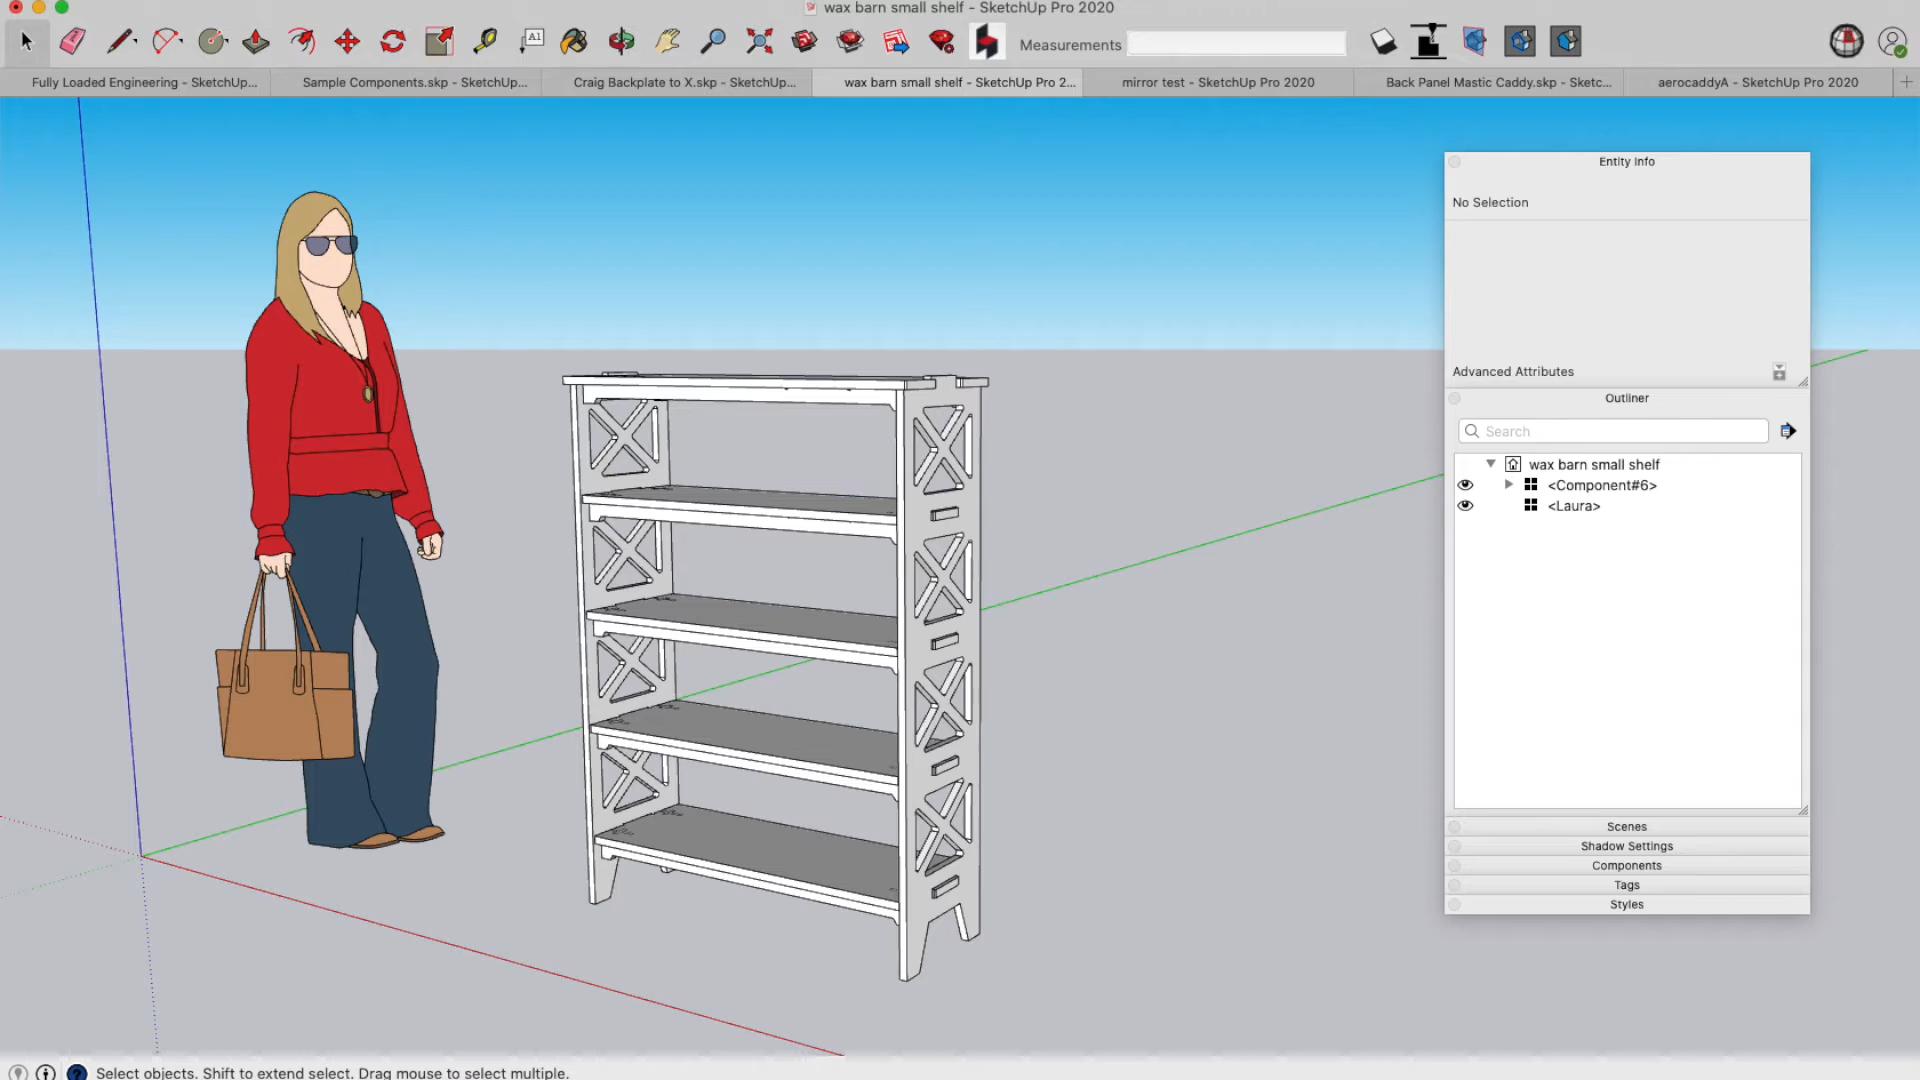 wax barn small shelf - SketchUp Pro 2020
A1
Measurements
Fully Loaded Engineering - SketchUp...
Sample Components.skp - SketchUp...
Craig Backplate to X.skp - SketchUp...
wax barn small shelf - SketchUp Pro 2...
mirror test - SketchUp Pro 2020
Back Panel Mastic Caddy.skp - Sketc...
aerocaddyA - SketchUp Pro 2020
Entity Info
No Selection
Advanced Attributes
Outliner
Search
wax barn small shelf
<Component#6>
<Laura>
Scenes
Shadow Settings
Components
Tags
Styles
Select objects. Shift to extend select. Drag mouse to select multiple.